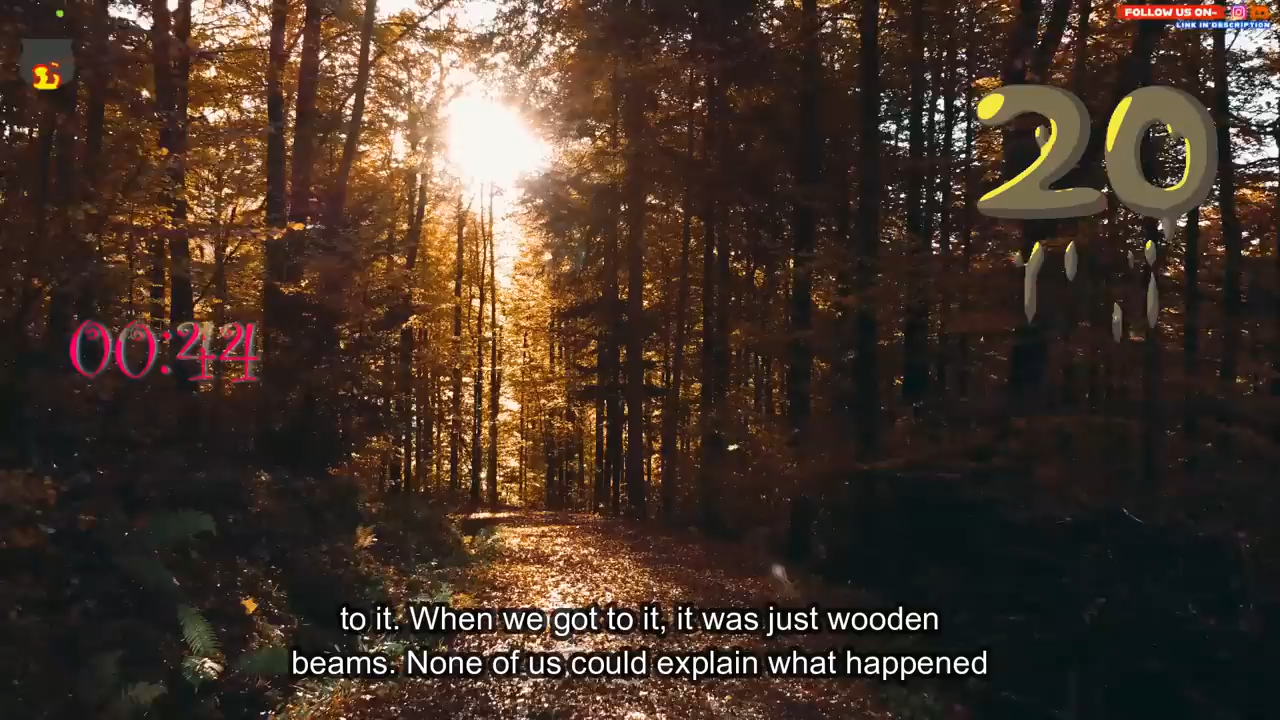 FOLLOW US ON-
LINK IN DESCRIPTION
20
00:44
to it. When we got to it, it was just wooden
beams. None of us could explain what happened